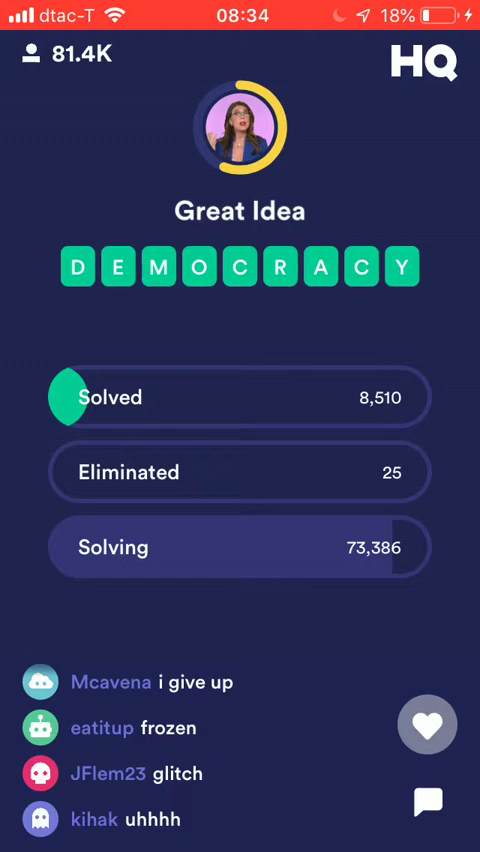 dtac-T 08:34 18%
81.4K HQ
Great Idea
DEMOCRACY
Solved 8,510
Eliminated 25
Solving 73,386
Mcavena i give up
eatitup frozen
JFlem23 glitch
kihak uhhhh